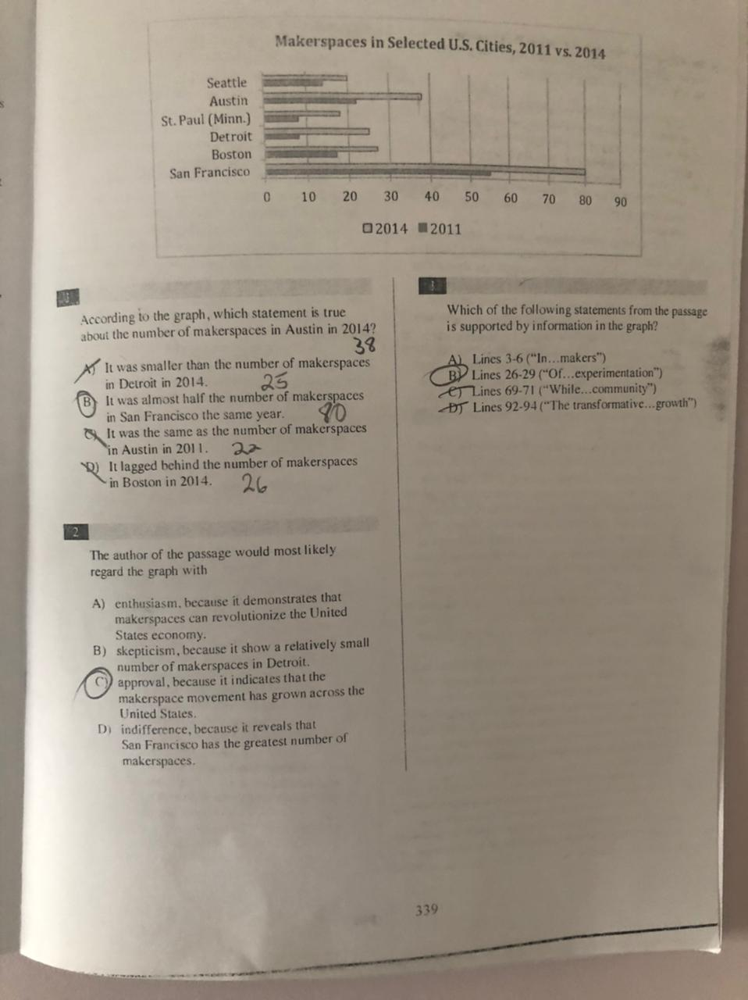 Makerspaces in Selected U.S. Cities, 2011 vs. 2014
Seattle
Austin
St. Paul (Minn.)
Detroit
Boston
San Francisco
0 10 20 30 40 50 60 70 80 90
2014 2011
According to the graph, which statement is true
about the number of makerspaces in Austin in 2014?
38
A) It was smaller than the number of makerspaces
in Detroit in 2014. 25
B) It was almost half the number of makerspaces
in San Francisco the same year. 80
C) It was the same as the number of makerspaces
in Austin in 2011. 22
D) It lagged behind the number of makerspaces
in Boston in 2014. 26
2
The author of the passage would most likely
regard the graph with
A) enthusiasm, because it demonstrates that
makerspaces can revolutionize the United
States economy.
B) skepticism, because it show a relatively small
number of makerspaces in Detroit.
C) approval, because it indicates that the
makerspace movement has grown across the
United States.
D) indifference, because it reveals that
San Francisco has the greatest number of
makerspaces.
Which of the following statements from the passage
is supported by information in the graph?
A) Lines 3-6 ("In...makers")
B) Lines 26-29 ("Of...experimentation")
C) Lines 69-71 ("While...community")
D) Lines 92-94 ("The transformative...growth")
339